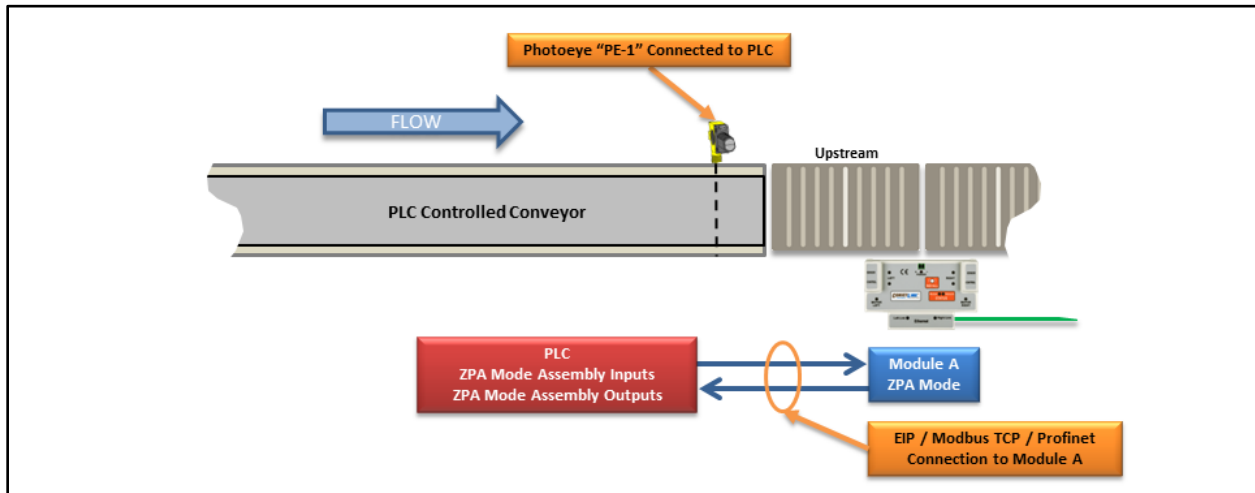 Photoeye “PE-1” Connected to PLC
FLOW
Upstream
PLC Controlled Conveyor
PLC
ZPA Mode Assembly Inputs
ZPA Mode Assembly Outputs
Module A
ZPA Mode
EIP / Modbus TCP / Profinet
Connection to Module A